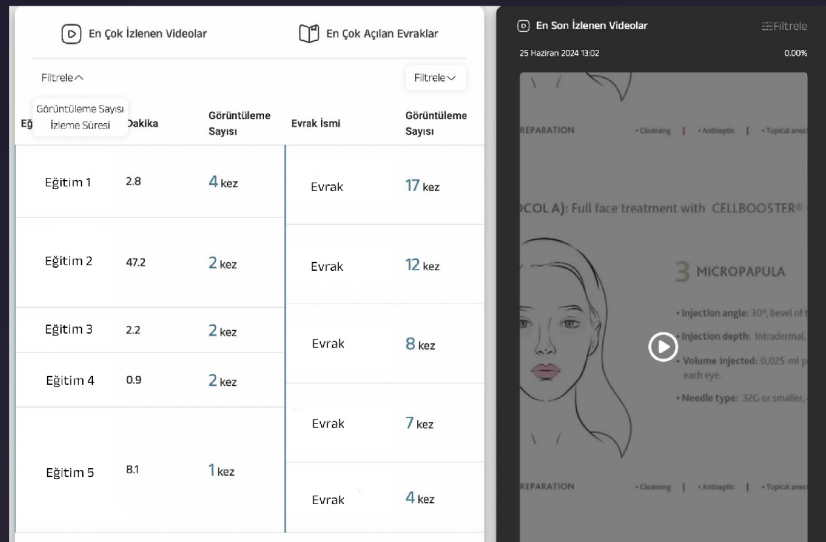 En Çok İzlenen Videolar
En Çok Açılan Evraklar
Filtrele
Filtrele
Görüntüleme Sayısı
İzleme Süresi
Eğ
Dakika
Görüntüleme
Sayısı
Evrak İsmi
Görüntüleme
Sayısı
Eğitim 1 2.8 4 kez
Eğitim 2 47.2 2 kez
Eğitim 3 2.2 2 kez
Eğitim 4 0.9 2 kez
Eğitim 5 8.1 1 kez
Evrak 17 kez
Evrak 12 kez
Evrak 8 kez
Evrak 7 kez
Evrak 4 kez
En Son İzlenen Videolar
Filtrele
25 Haziran 2024 13:02 0.00%
REPARATION • Cleansing | • Antiseptic | • Topical anest
OCOL A): Full face treatment with CELLBOOSTER®
3 MICROPAPULA
• Injection angle: 30°, bevel of t
• Injection depth: Intradermal,
• Volume injected: 0,025 ml p
each eye.
• Needle type: 32G or smaller,
REPARATION • Cleansing | • Antiseptic | • Topical anest